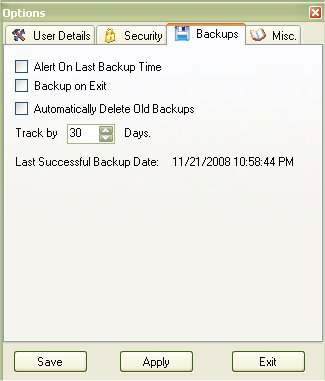 Options
User Details Security Backups Misc.
Alert On Last Backup Time
Backup on Exit
Automatically Delete Old Backups
Track by 30 Days.
Last Successful Backup Date: 11/21/2008 10:58:44 PM
Save Apply Exit